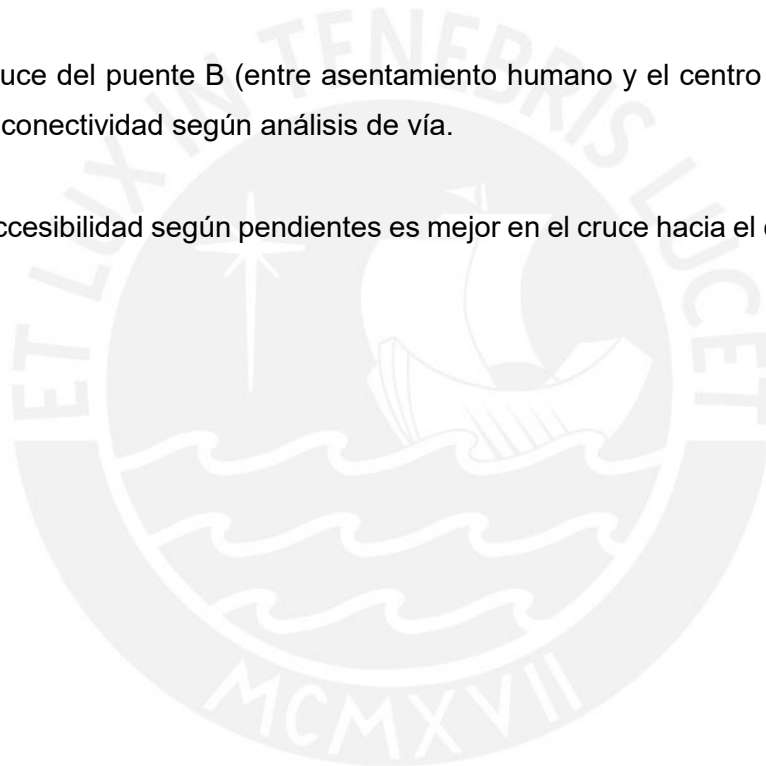 uce del puente B (entre asentamiento humano y el centro
conectividad según análisis de vía.
ccesibilidad según pendientes es mejor en el cruce hacia el
ET LUX IN TENEBRIS LUCET
MCMXVII